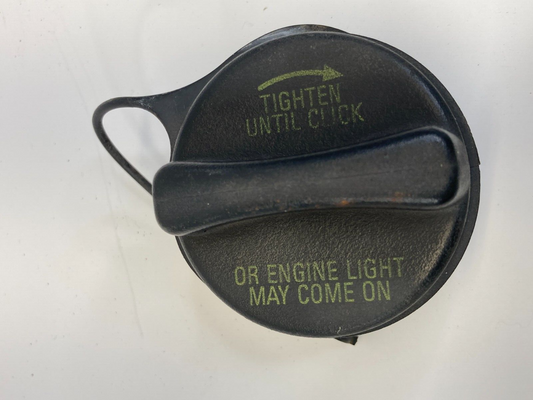 TIGHTEN
UNTIL CLICK
OR ENGINE LIGHT
MAY COME ON